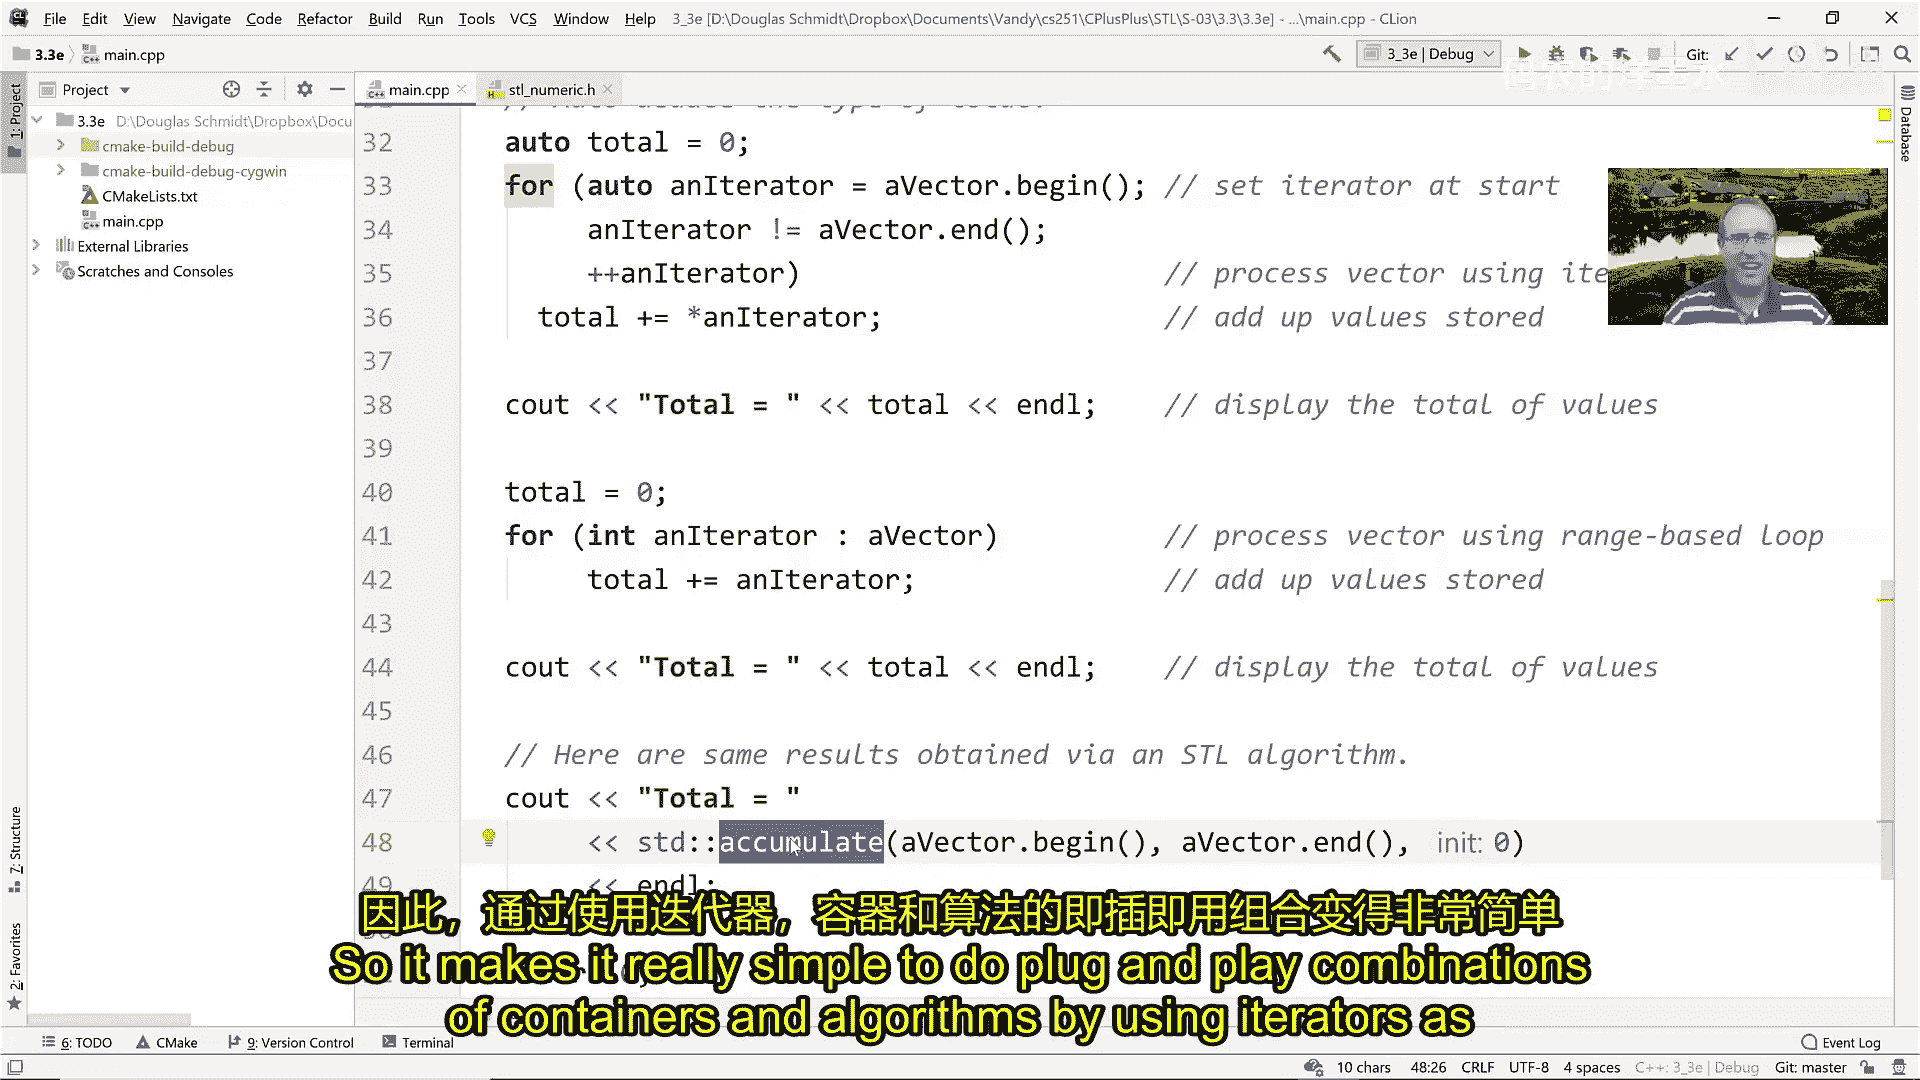 File Edit View Navigate Code Refactor Build Run Tools VCS Window Help 3_3e [D:\Douglas Schmidt\Dropbox\Documents\Vandy\cs251\CPlusPlus\STL\S-03\3.3\3.3e] - ...\main.cpp - CLion
3.3e main.cpp 3_3e | Debug Git:
Project main.cpp stl_numeric.h
1: Project
Database
3.3e D:\Douglas Schmidt\Dropbox\Docu
cmake-build-debug
cmake-build-debug-cygwin
CMakeLists.txt
main.cpp
External Libraries
Scratches and Consoles
32 auto total = 0;
33 for (auto anIterator = aVector.begin(); // set iterator at start
34 anIterator != aVector.end();
35 ++anIterator) // process vector using ite
36 total += *anIterator; // add up values stored
37
38 cout << "Total = " << total << endl; // display the total of values
39
40 total = 0;
41 for (int anIterator : aVector) // process vector using range-based loop
42 total += anIterator; // add up values stored
43
44 cout << "Total = " << total << endl; // display the total of values
45
46 // Here are same results obtained via an STL algorithm.
47 cout << "Total = "
48 << std::accumulate(aVector.begin(), aVector.end(), init: 0)
49 << endl;
7: Structure
2: Favorites
因此，通过使用迭代器，容器和算法的即插即用组合变得非常简单
So it makes it really simple to do plug and play combinations
of containers and algorithms by using iterators as
6: TODO CMake 9: Version Control Terminal Event Log
10 chars 48:26 CRLF UTF-8 4 spaces C++: 3_3e | Debug Git: master